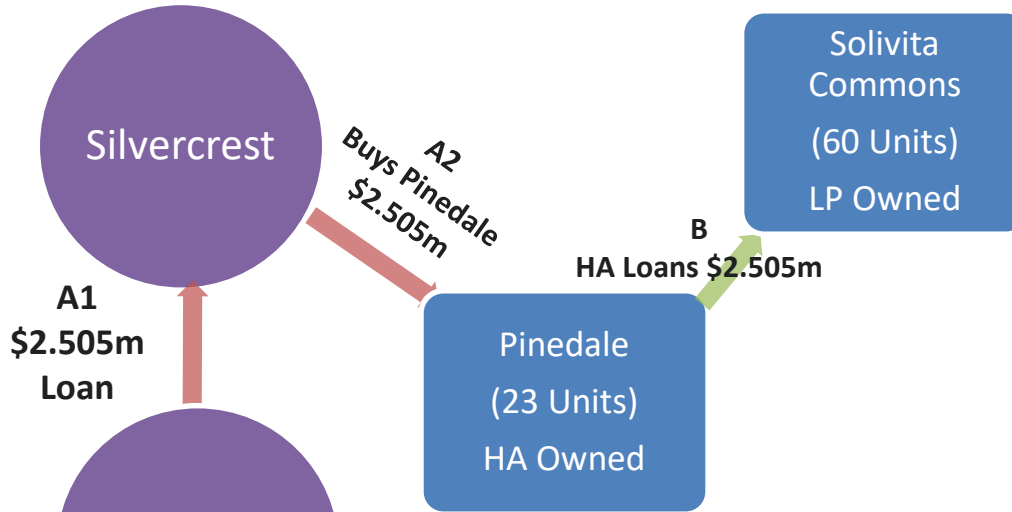 Silvercrest
A1
$2.505m
Loan
A2
Buys Pinedale
$2.505m
Pinedale
(23 Units)
HA Owned
B
HA Loans $2.505m
Solivita
Commons
(60 Units)
LP Owned